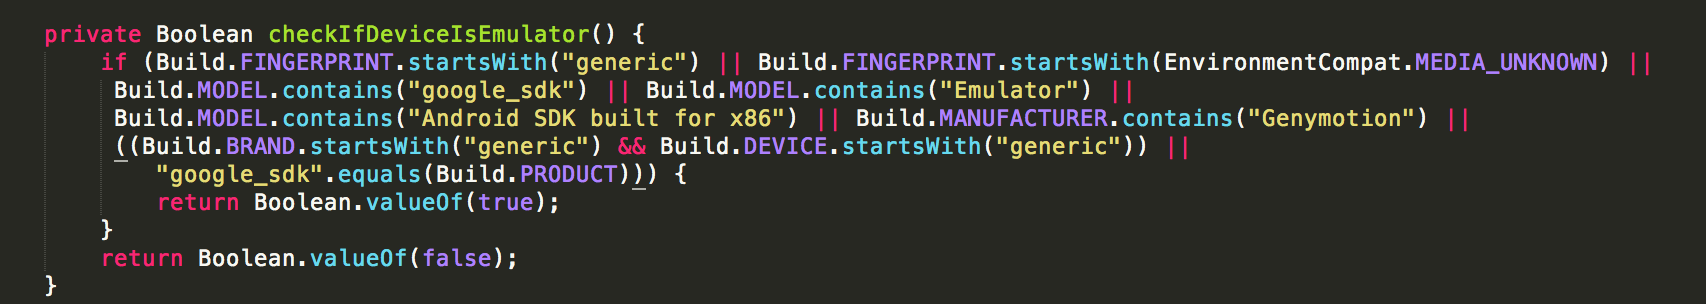 private Boolean checkIfDeviceIsEmulator() {
if (Build.FINGERPRINT.startsWith("generic") || Build.FINGERPRINT.startsWith(EnvironmentCompat.MEDIA_UNKNOWN) ||
Build.MODEL.contains("google_sdk") || Build.MODEL.contains("Emulator") ||
Build.MODEL.contains("Android SDK built for x86") || Build.MANUFACTURER.contains("Genymotion") ||
((Build.BRAND.startsWith("generic") && Build.DEVICE.startsWith("generic")) ||
"google_sdk".equals(Build.PRODUCT))) {
return Boolean.valueOf(true);
}
return Boolean.valueOf(false);
}